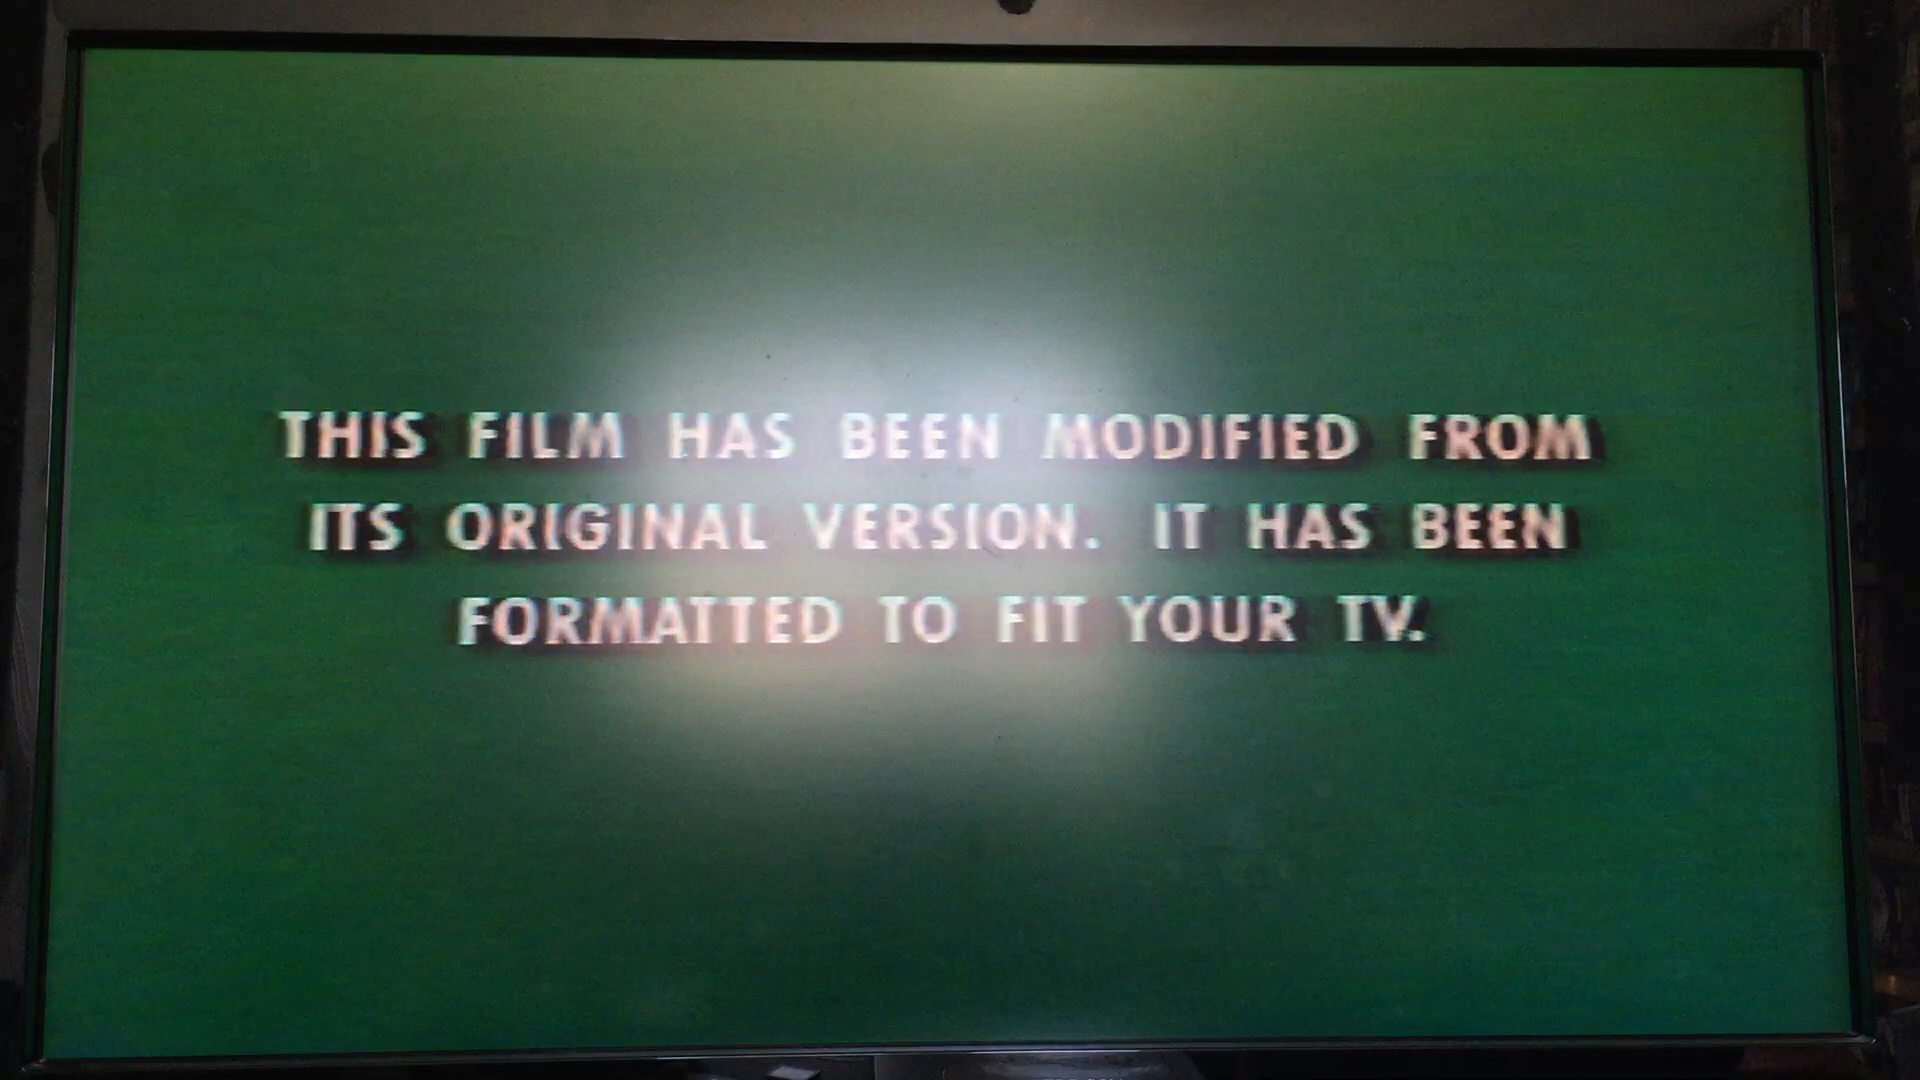 THIS FILM HAS BEEN MODIFIED FROM
ITS ORIGINAL VERSION. IT HAS BEEN
FORMATTED TO FIT YOUR TV.